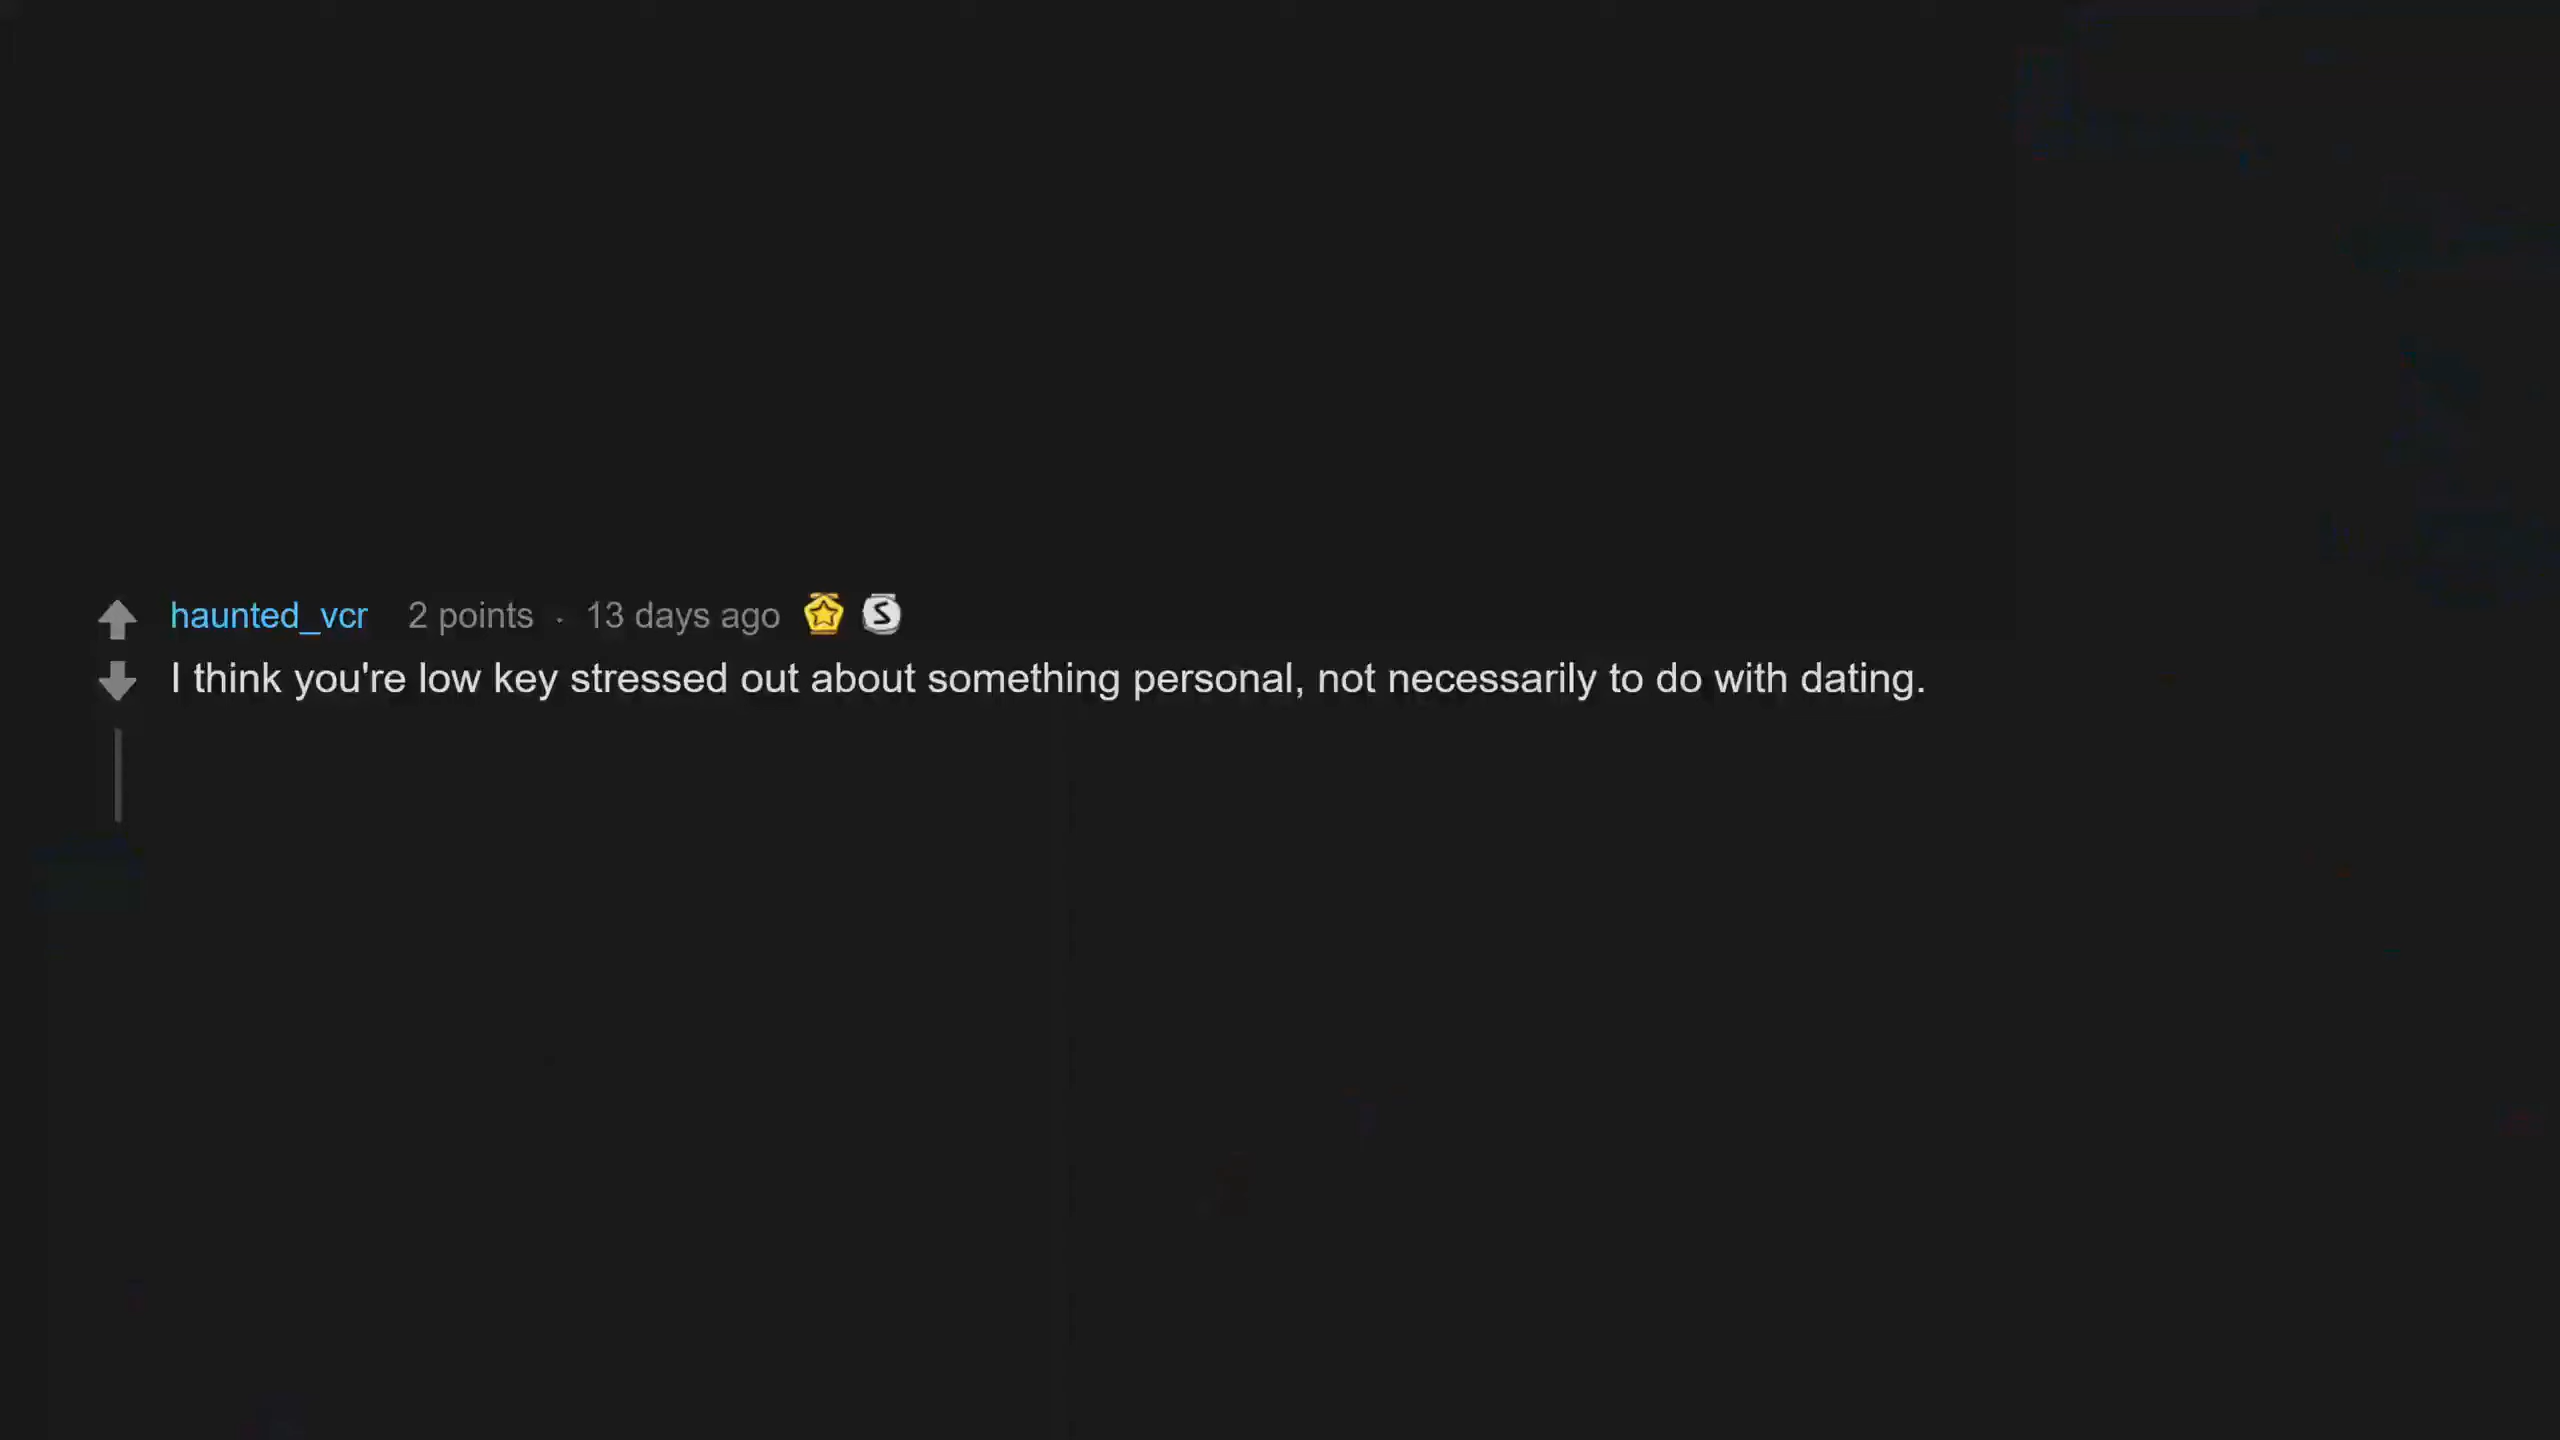 haunted_vcr 2 points · 13 days ago S
I think you're low key stressed out about something personal, not necessarily to do with dating.